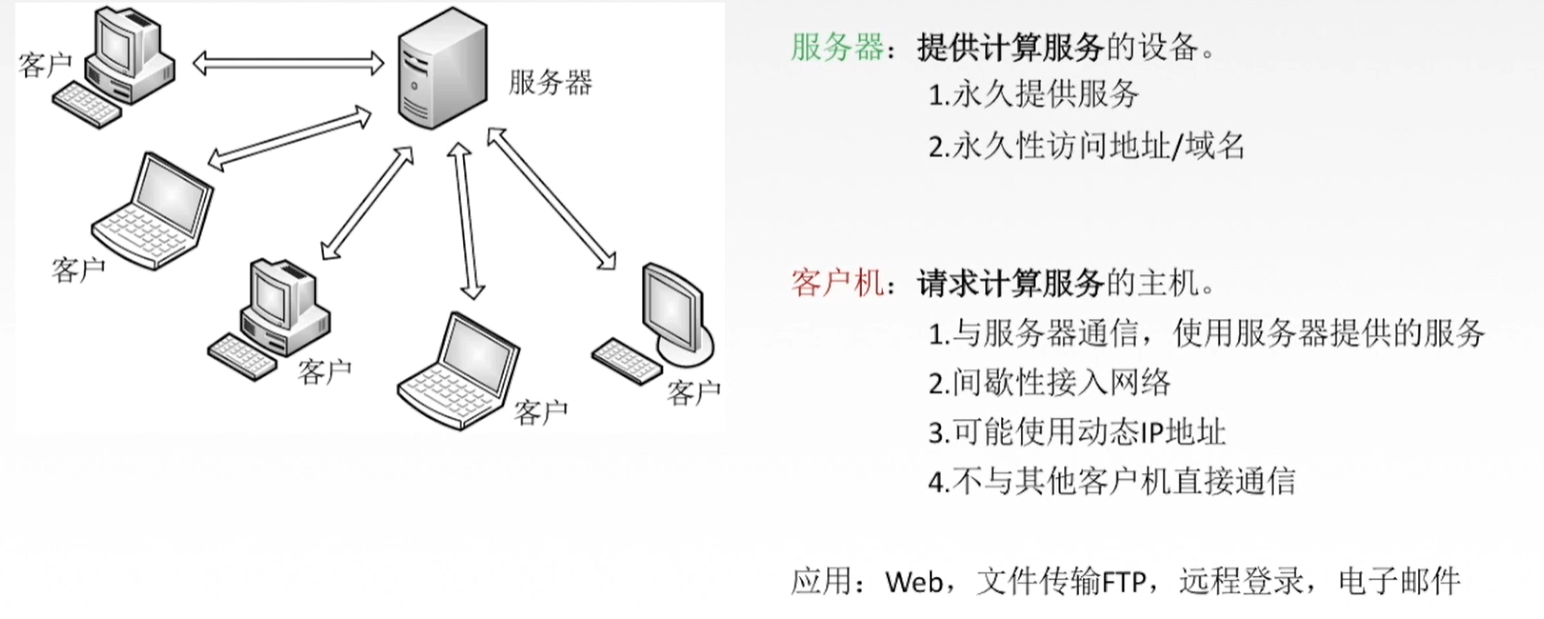 客户
服务器
客户
客户
客户
客户
服务器：提供计算服务的设备。
1.永久提供服务
2.永久性访问地址/域名
客户机：请求计算服务的主机。
1.与服务器通信，使用服务器提供的服务
2.间歇性接入网络
3.可能使用动态IP地址
4.不与其他客户机直接通信
应用：Web，文件传输FTP，远程登录，电子邮件